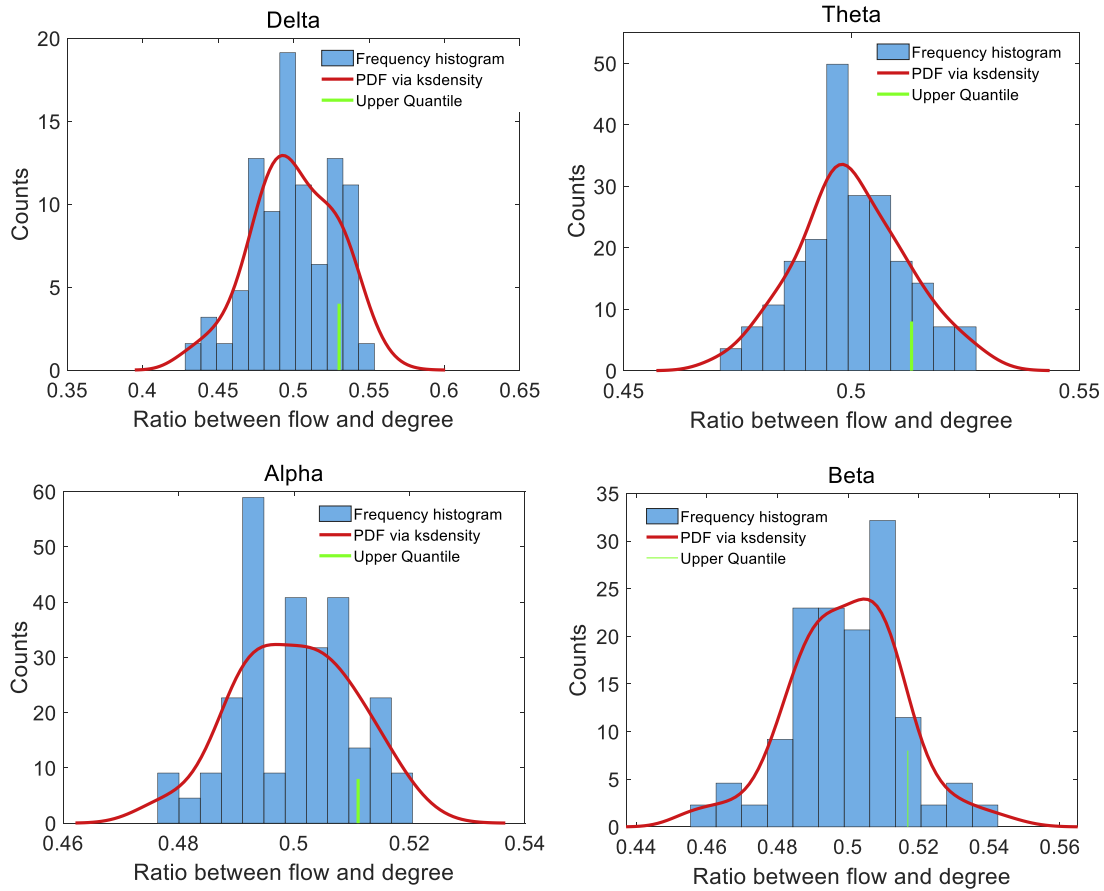 Delta
20
15
10
5
0
Counts
0.35 0.4 0.45 0.5 0.55 0.6 0.65
Ratio between flow and degree
Frequency histogram
PDF via ksdensity
Upper Quantile
Theta
50
40
30
20
10
0
Counts
0.45 0.5 0.55
Ratio between flow and degree
Frequency histogram
PDF via ksdensity
Upper Quantile
Alpha
60
50
40
30
20
10
0
Counts
0.46 0.48 0.5 0.52 0.54
Ratio between flow and degree
Frequency histogram
PDF via ksdensity
Upper Quantile
Beta
35
30
25
20
15
10
5
0
Counts
0.44 0.46 0.48 0.5 0.52 0.54 0.56
Ratio between flow and degree
Frequency histogram
PDF via ksdensity
Upper Quantile